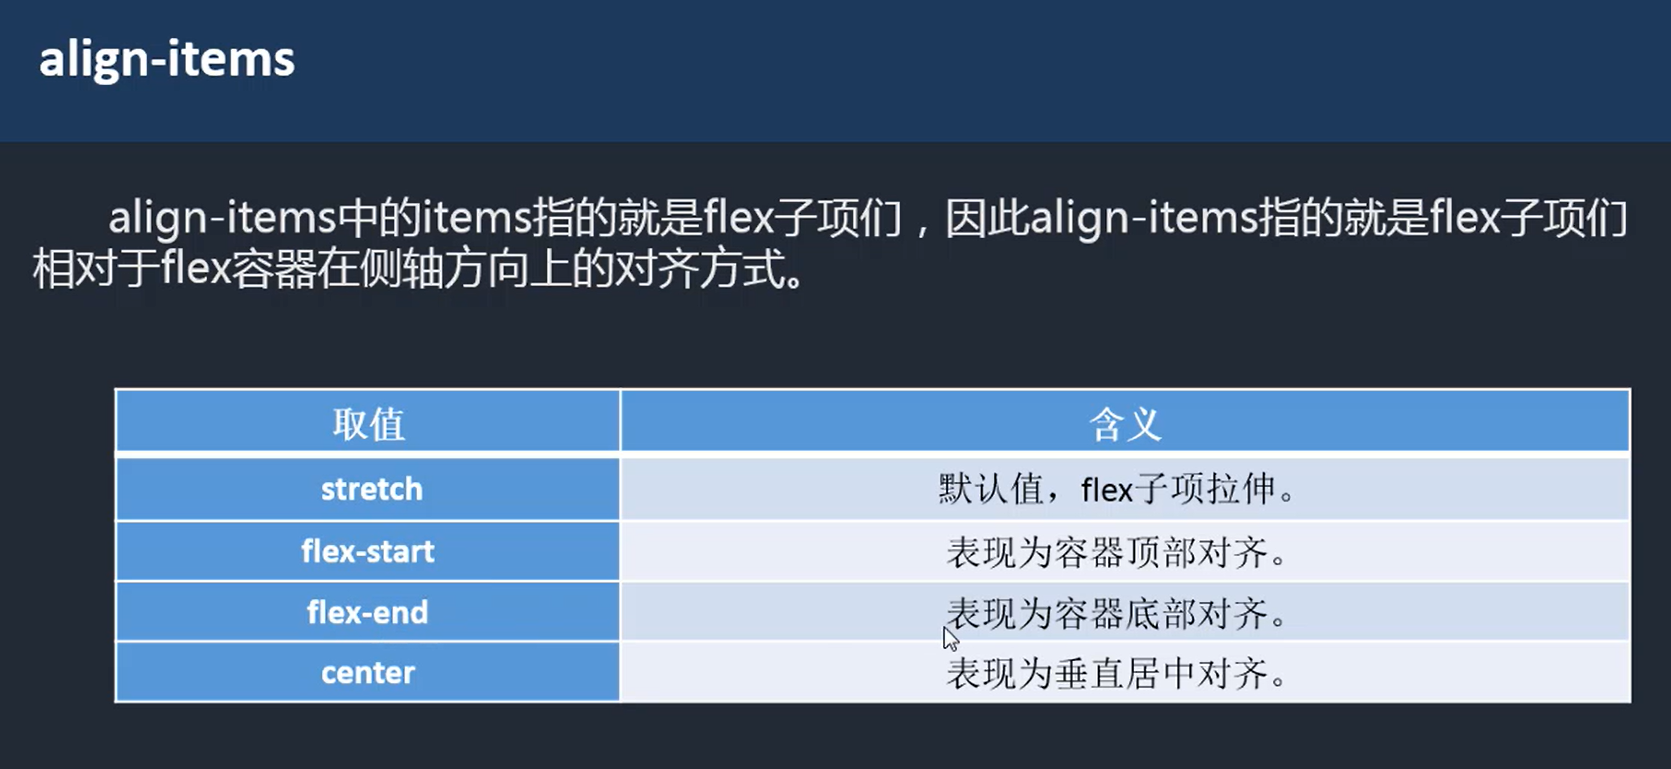 align-items
align-items中的items指的就是flex子项们，因此align-items指的就是flex子项们
相对于flex容器在侧轴方向上的对齐方式。
取值 含义
stretch 默认值，flex子项拉伸。
flex-start 表现为容器顶部对齐。
flex-end 表现为容器底部对齐。
center 表现为垂直居中对齐。